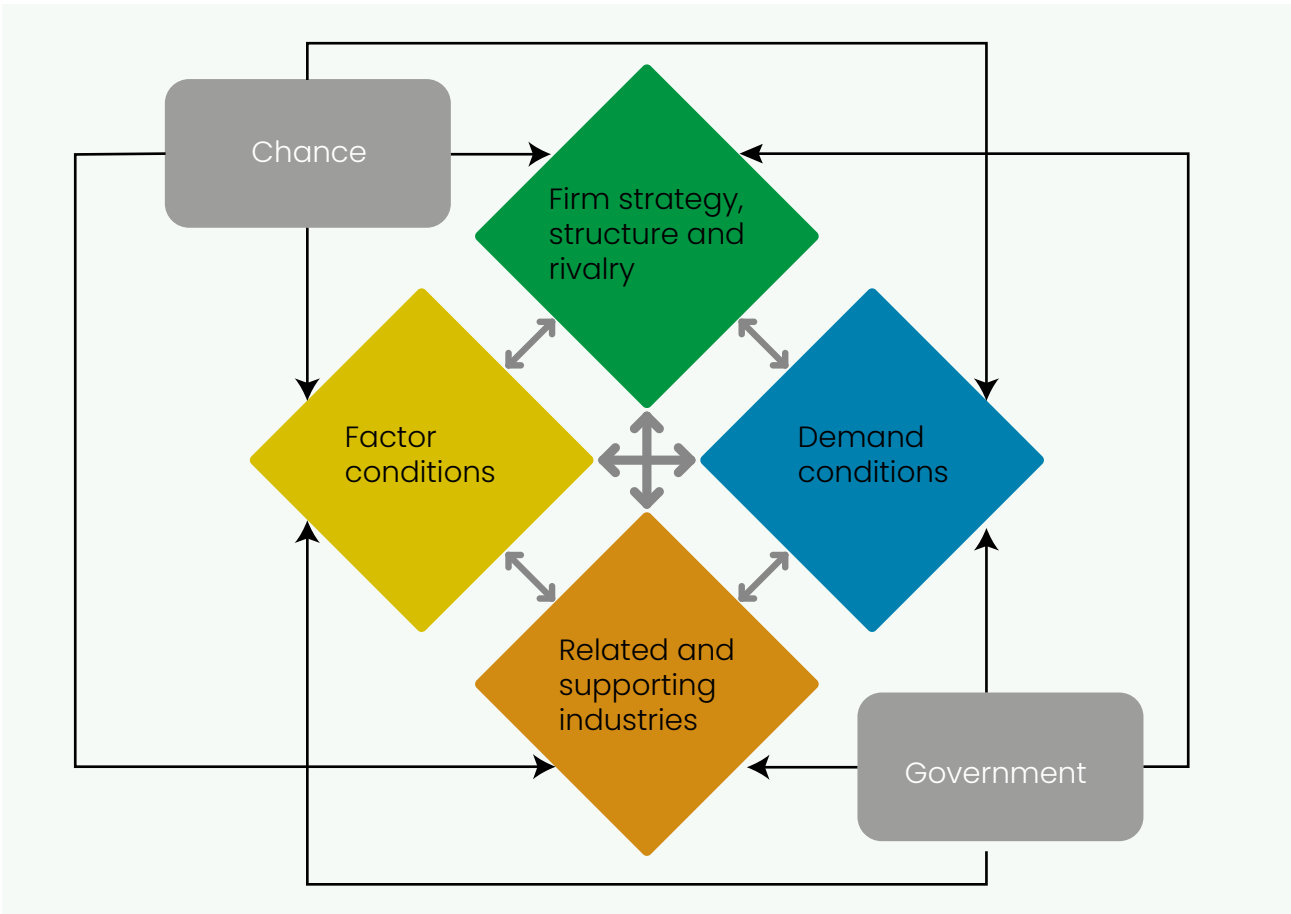 Chance
Firm strategy,
structure and
rivalry
Factor
conditions
Demand
conditions
Related and
supporting
industries
Government